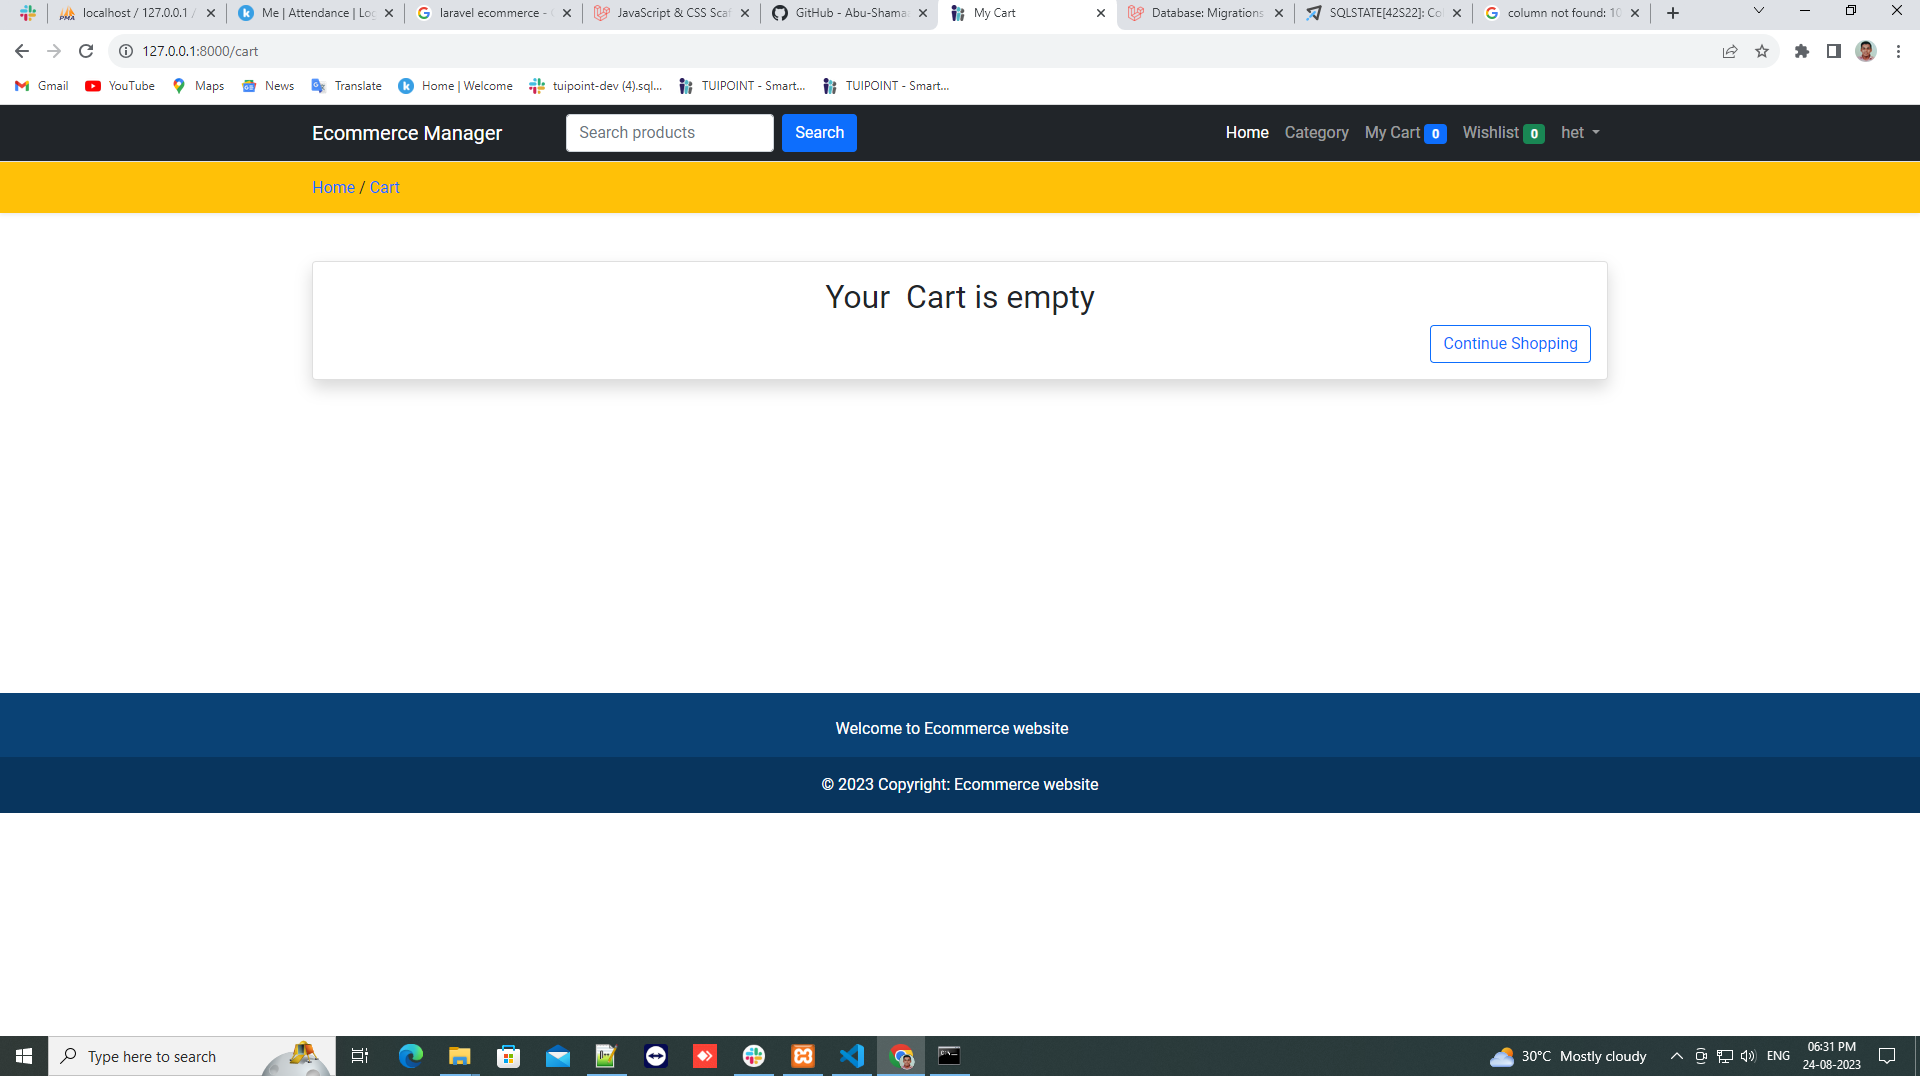 localhost / 127.0.0.1 /
Me | Attendance | Log
laravel ecommerce -
JavaScript & CSS Scaf
GitHub - Abu-Shama
My Cart
Database: Migrations
SQLSTATE[42S22]: Col
column not found: 10
127.0.0.1:8000/cart
Gmail
YouTube
Maps
News
Translate
Home | Welcome
tuipoint-dev (4).sql...
TUIPOINT - Smart...
TUIPOINT - Smart...
Ecommerce Manager
Search products
Search
Home
Category
My Cart 0
Wishlist 0
het
Home / Cart
Your  Cart is empty
Continue Shopping
Welcome to Ecommerce website
© 2023 Copyright: Ecommerce website
Type here to search
30°C Mostly cloudy
ENG
06:31 PM
24-08-2023